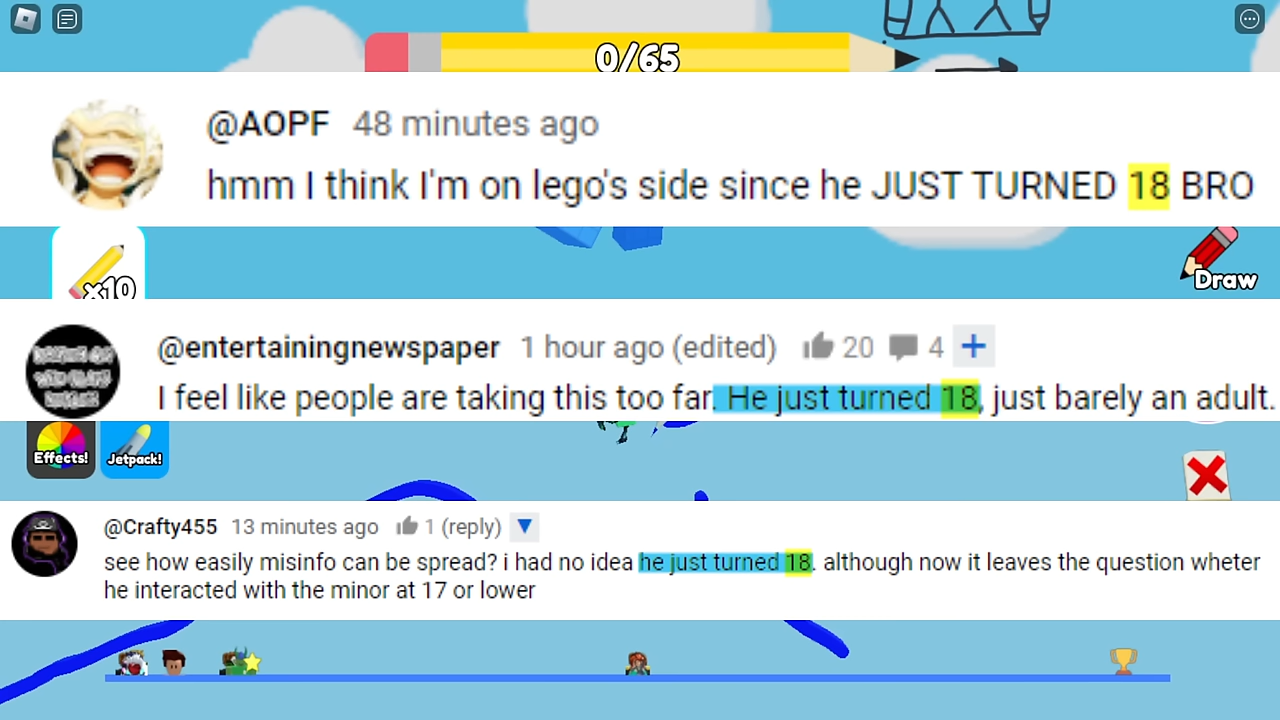 0/65
@AOPF 48 minutes ago
hmm I think I'm on lego's side since he JUST TURNED 18 BRO
x10
Draw
@entertainingnewspaper 1 hour ago (edited) 20 4 +
I feel like people are taking this too far. He just turned 18, just barely an adult.
Effects!
Jetpack!
@Crafty455 13 minutes ago 1 (reply)
see how easily misinfo can be spread? i had no idea he just turned 18. although now it leaves the question wheter
he interacted with the minor at 17 or lower